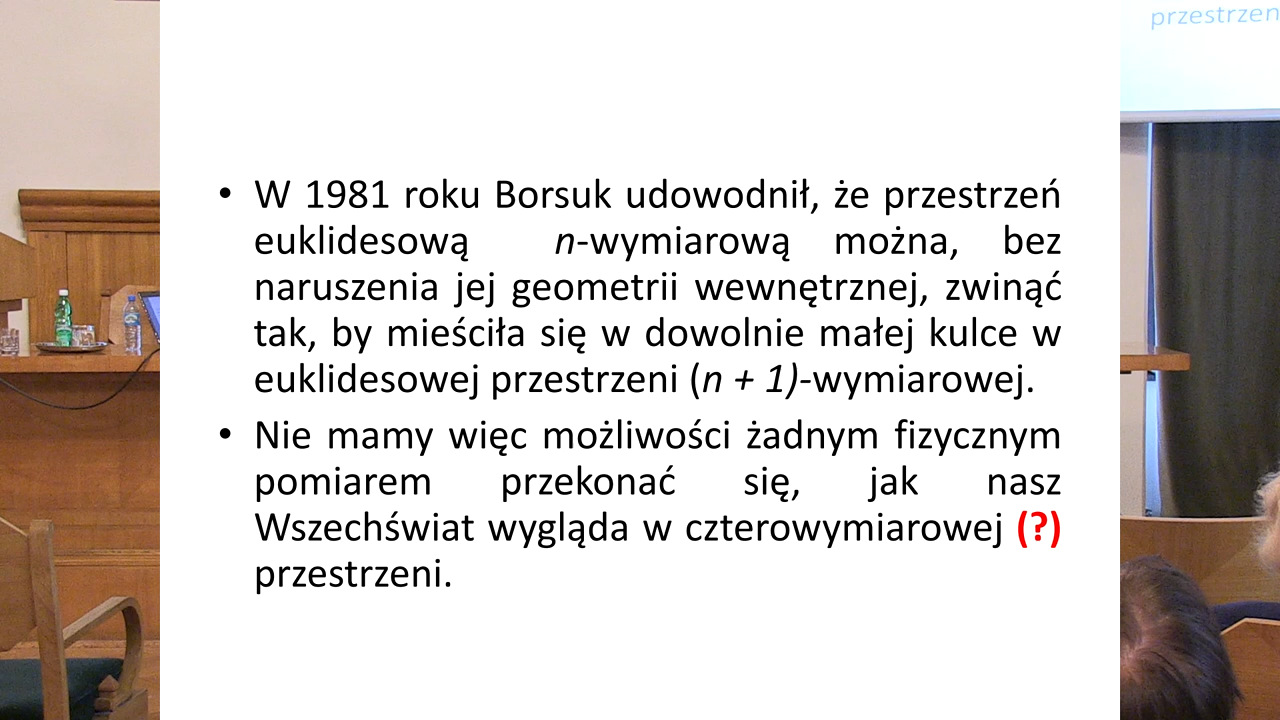 przestrzen
• W 1981 roku Borsuk udowodnił, że przestrzeń
euklidesową n-wymiarową można, bez
naruszenia jej geometrii wewnętrznej, zwinąć
tak, by mieściła się w dowolnie małej kulce w
euklidesowej przestrzeni (n + 1)-wymiarowej.
• Nie mamy więc możliwości żadnym fizycznym
pomiarem przekonać się, jak nasz
Wszechświat wygląda w czterowymiarowej (?)
przestrzeni.